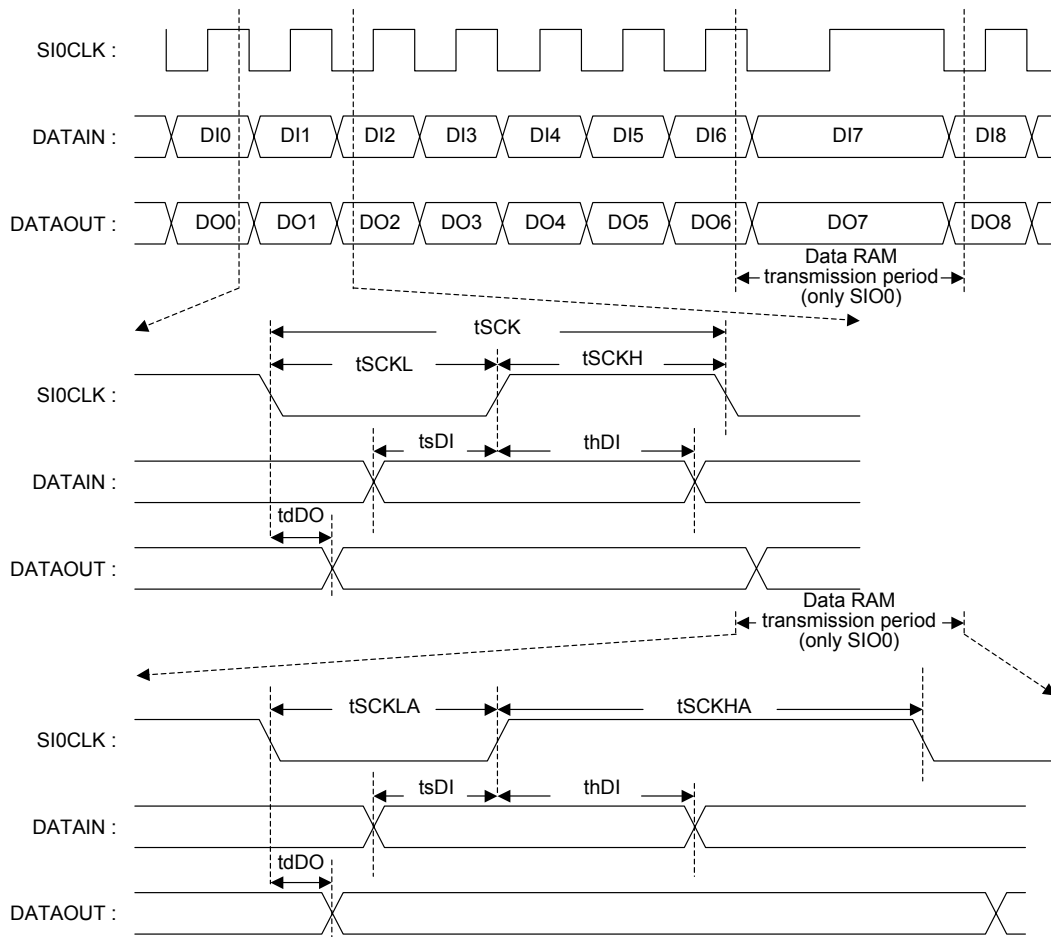 SI0CLK :
DATAIN : DI0 DI1 DI2 DI3 DI4 DI5 DI6 DI7 DI8
DATAOUT : DO0 DO1 DO2 DO3 DO4 DO5 DO6 DO7 DO8
Data RAM
transmission period
(only SIO0)
tSCK
tSCKL tSCKH
SI0CLK :
tsDI thDI
DATAIN :
tdDO
DATAOUT :
Data RAM
transmission period
(only SIO0)
tSCKLA tSCKHA
SI0CLK :
tsDI thDI
DATAIN :
tdDO
DATAOUT :